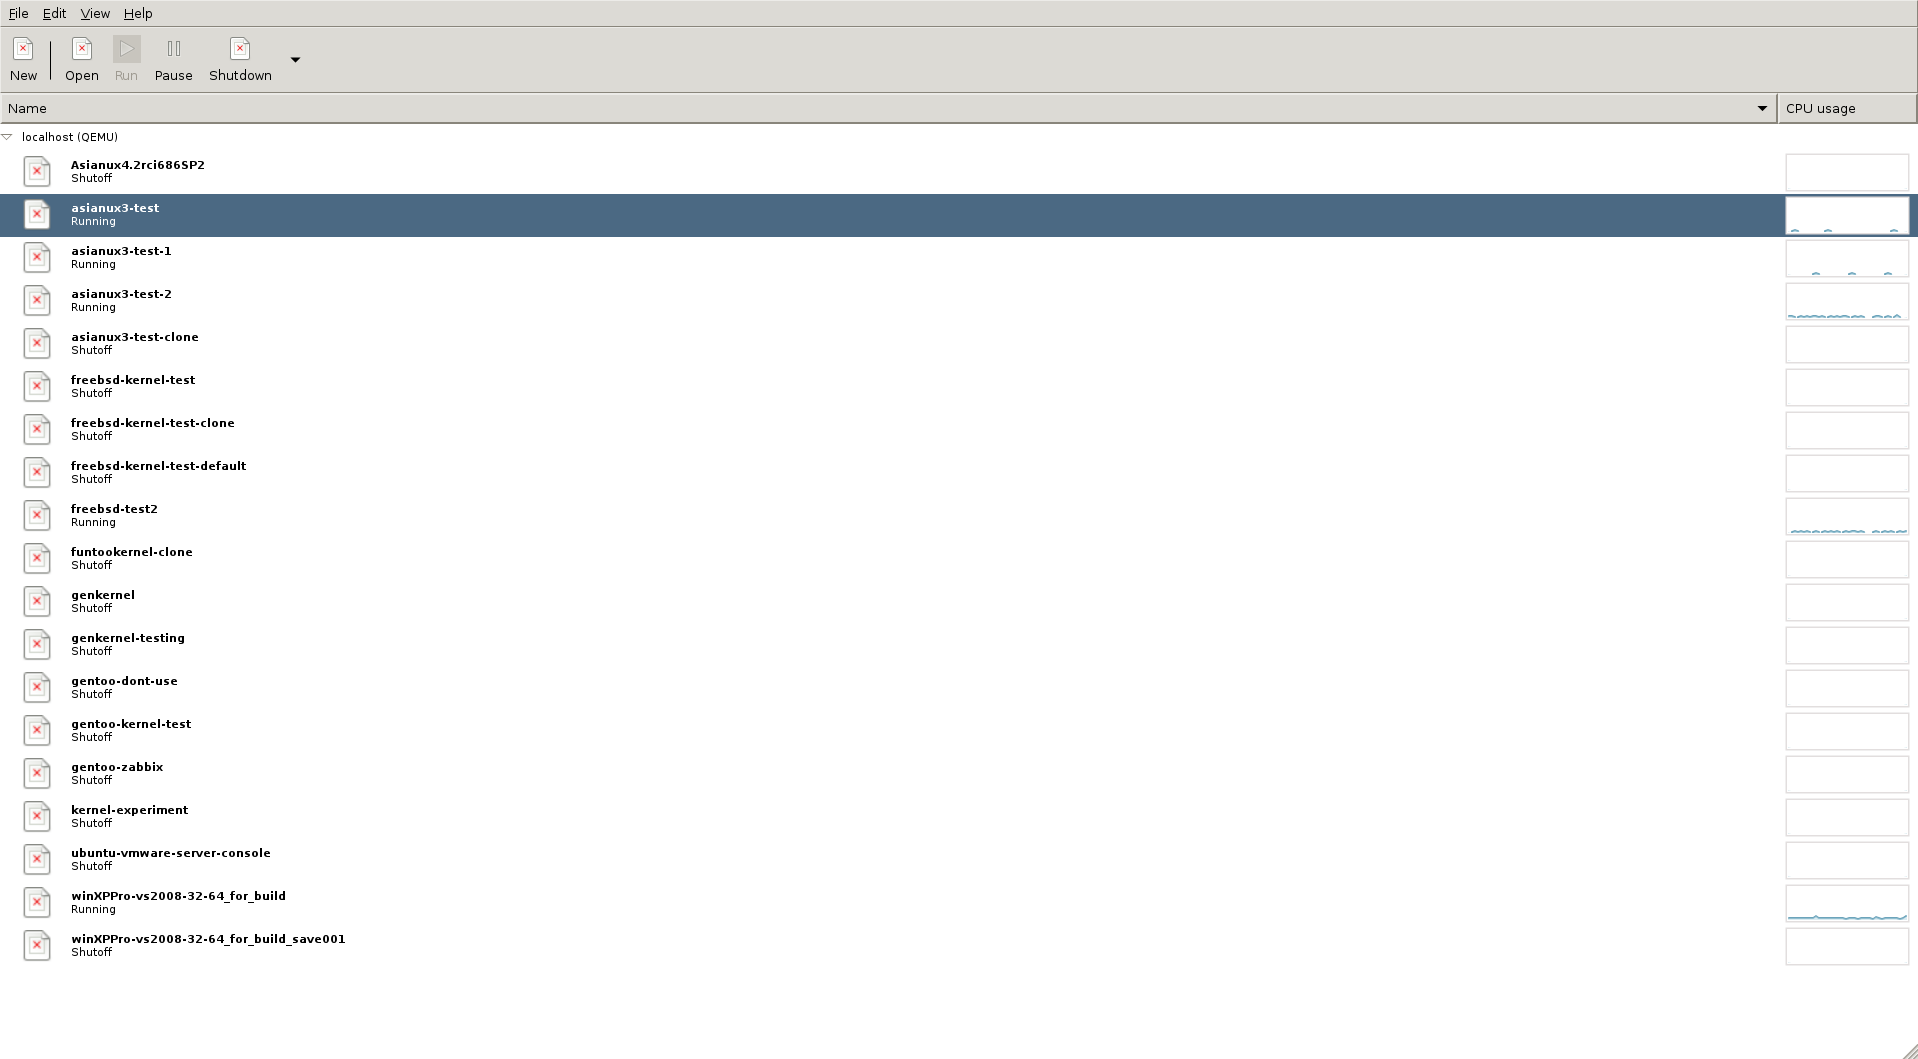 File Edit View Help
New Open Run Pause Shutdown
Name CPU usage
localhost (QEMU)
Asianux4.2rci686SP2
Shutoff
asianux3-test
Running
asianux3-test-1
Running
asianux3-test-2
Running
asianux3-test-clone
Shutoff
freebsd-kernel-test
Shutoff
freebsd-kernel-test-clone
Shutoff
freebsd-kernel-test-default
Shutoff
freebsd-test2
Running
funtookernel-clone
Shutoff
genkernel
Shutoff
genkernel-testing
Shutoff
gentoo-dont-use
Shutoff
gentoo-kernel-test
Shutoff
gentoo-zabbix
Shutoff
kernel-experiment
Shutoff
ubuntu-vmware-server-console
Shutoff
winXPPro-vs2008-32-64_for_build
Running
winXPPro-vs2008-32-64_for_build_save001
Shutoff